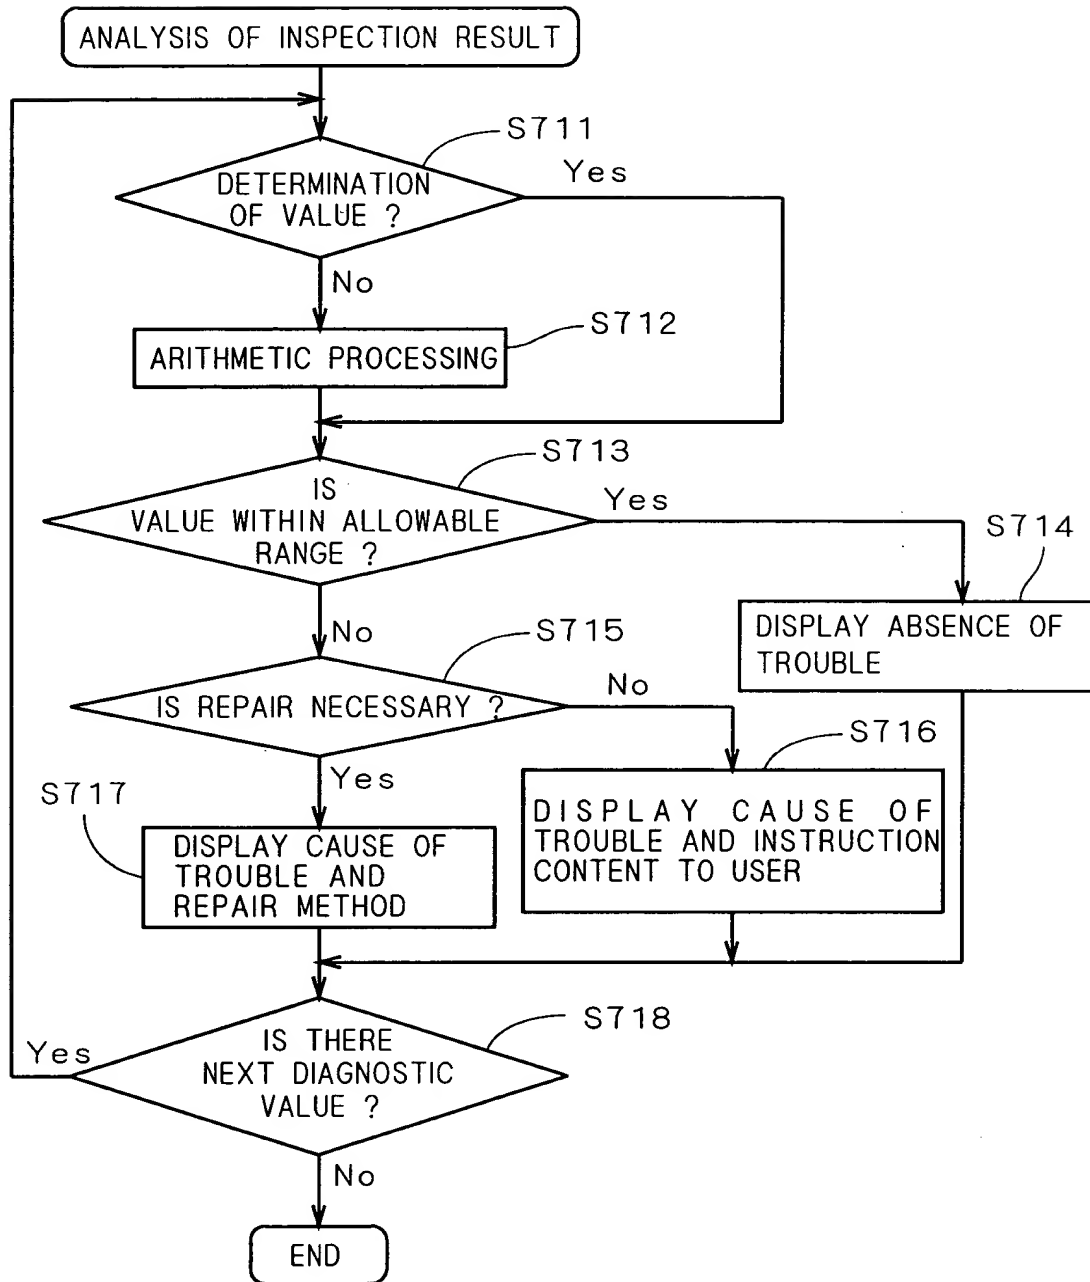 ANALYSIS OF INSPECTION RESULT
S711
DETERMINATION
OF VALUE ?
Yes
No
S712
ARITHMETIC PROCESSING
S713
IS
VALUE WITHIN ALLOWABLE
RANGE ?
Yes
S714
DISPLAY ABSENCE OF
TROUBLE
No
S715
IS REPAIR NECESSARY ?
No
S716
DISPLAY CAUSE OF
TROUBLE AND INSTRUCTION
CONTENT TO USER
Yes
S717
DISPLAY CAUSE OF
TROUBLE AND
REPAIR METHOD
S718
IS THERE
NEXT DIAGNOSTIC
VALUE ?
Yes
No
END